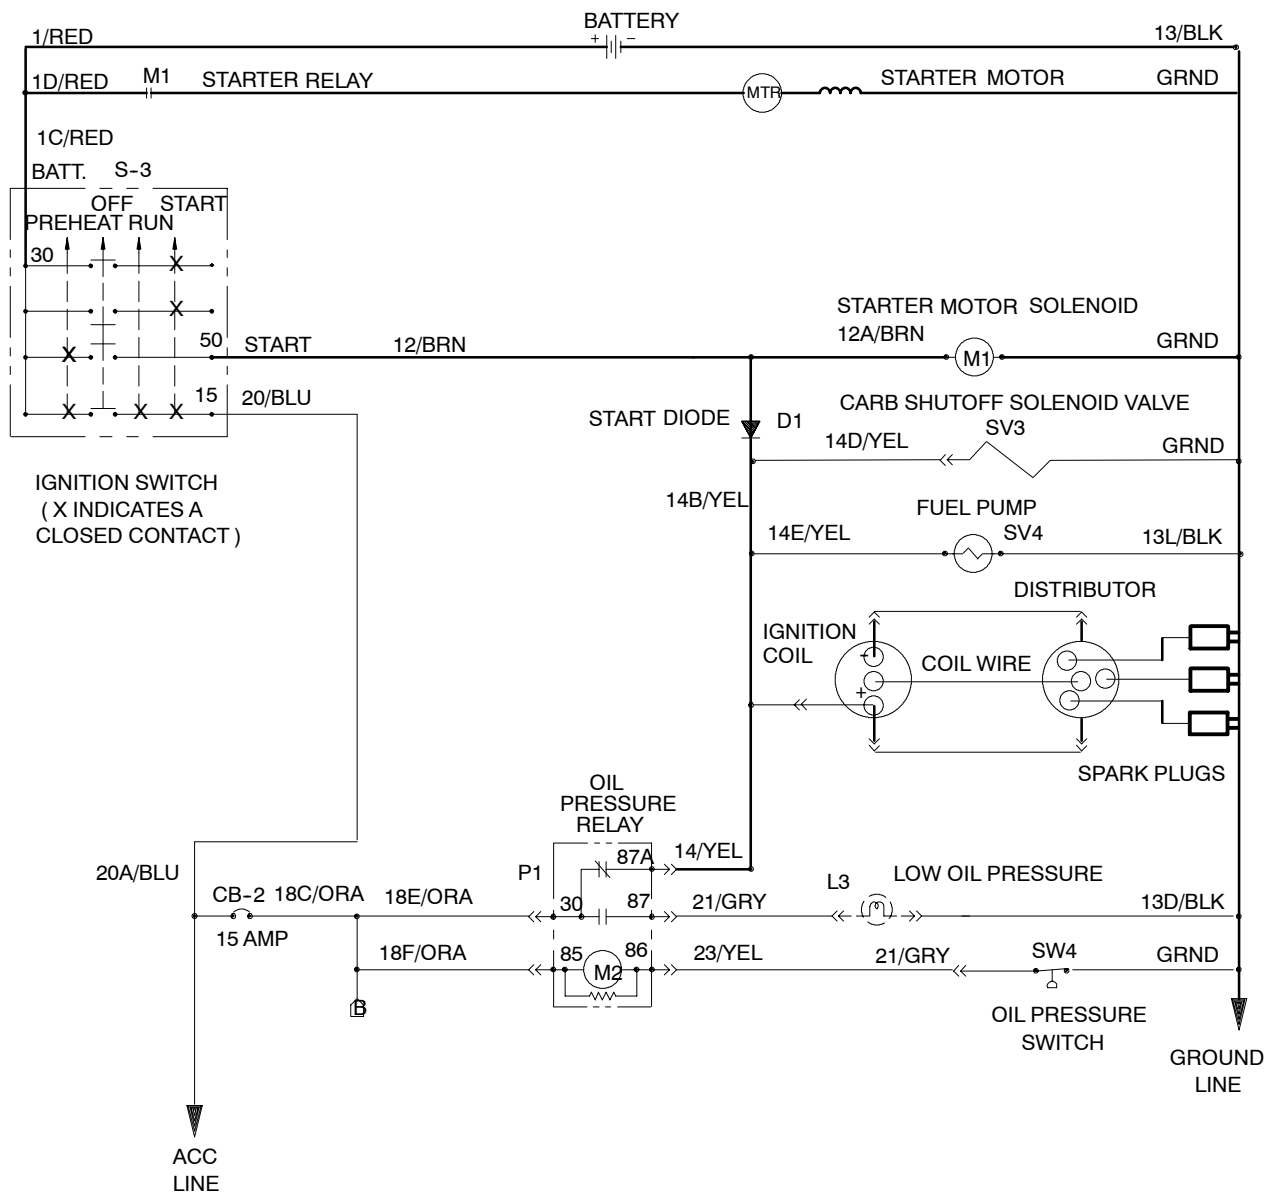 BATTERY
+ −
1/RED
13/BLK
1D/RED
M1
STARTER RELAY
MTR
STARTER MOTOR
GRND
1C/RED
BATT. S-3
OFF START
PREHEAT RUN
30
X
X
50
START
12/BRN
X
15
20/BLU
X X X
STARTER MOTOR SOLENOID
12A/BRN
M1
GRND
START DIODE
D1
CARB SHUTOFF SOLENOID VALVE
SV3
14D/YEL
GRND
IGNITION SWITCH
( X INDICATES A
CLOSED CONTACT )
14B/YEL
FUEL PUMP
SV4
14E/YEL
13L/BLK
DISTRIBUTOR
IGNITION
COIL
-
+
COIL WIRE
SPARK PLUGS
OIL
PRESSURE
RELAY
P1
87A
14/YEL
20A/BLU
CB-2
18C/ORA
18E/ORA
30
87
21/GRY
L3
LOW OIL PRESSURE
13D/BLK
15 AMP
18F/ORA
85
M2
86
23/YEL
21/GRY
SW4
GRND
B
OIL PRESSURE
SWITCH
GROUND
LINE
ACC
LINE